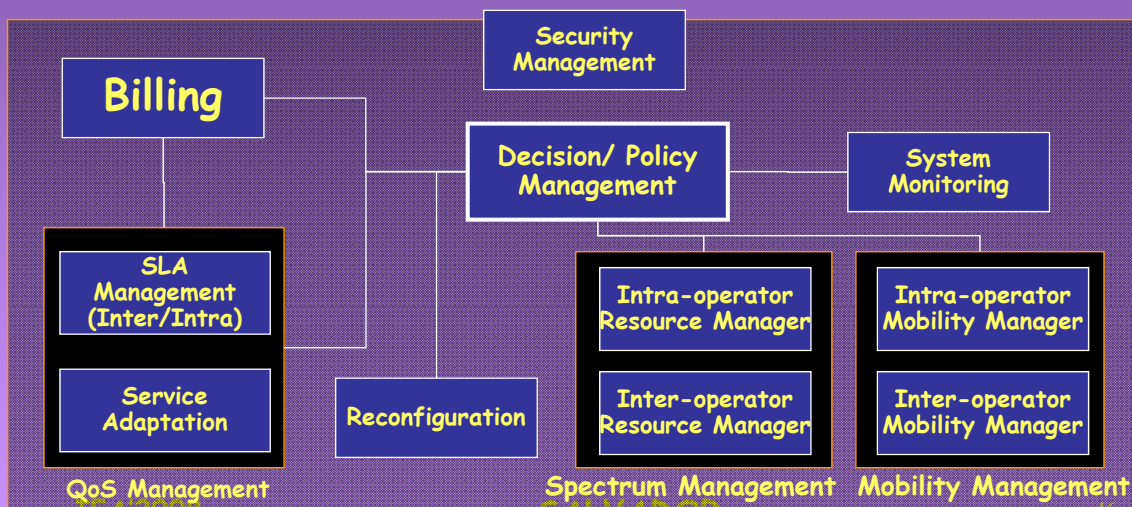 Security
Management
Billing
Decision/ Policy
Management
System
Monitoring
SLA
Management
(Inter/Intra)
Service
Adaptation
Reconfiguration
Intra-operator
Resource Manager
Inter-operator
Resource Manager
Intra-operator
Mobility Manager
Inter-operator
Mobility Manager
QoS Management
Spectrum Management
Mobility Management
SALVADOR